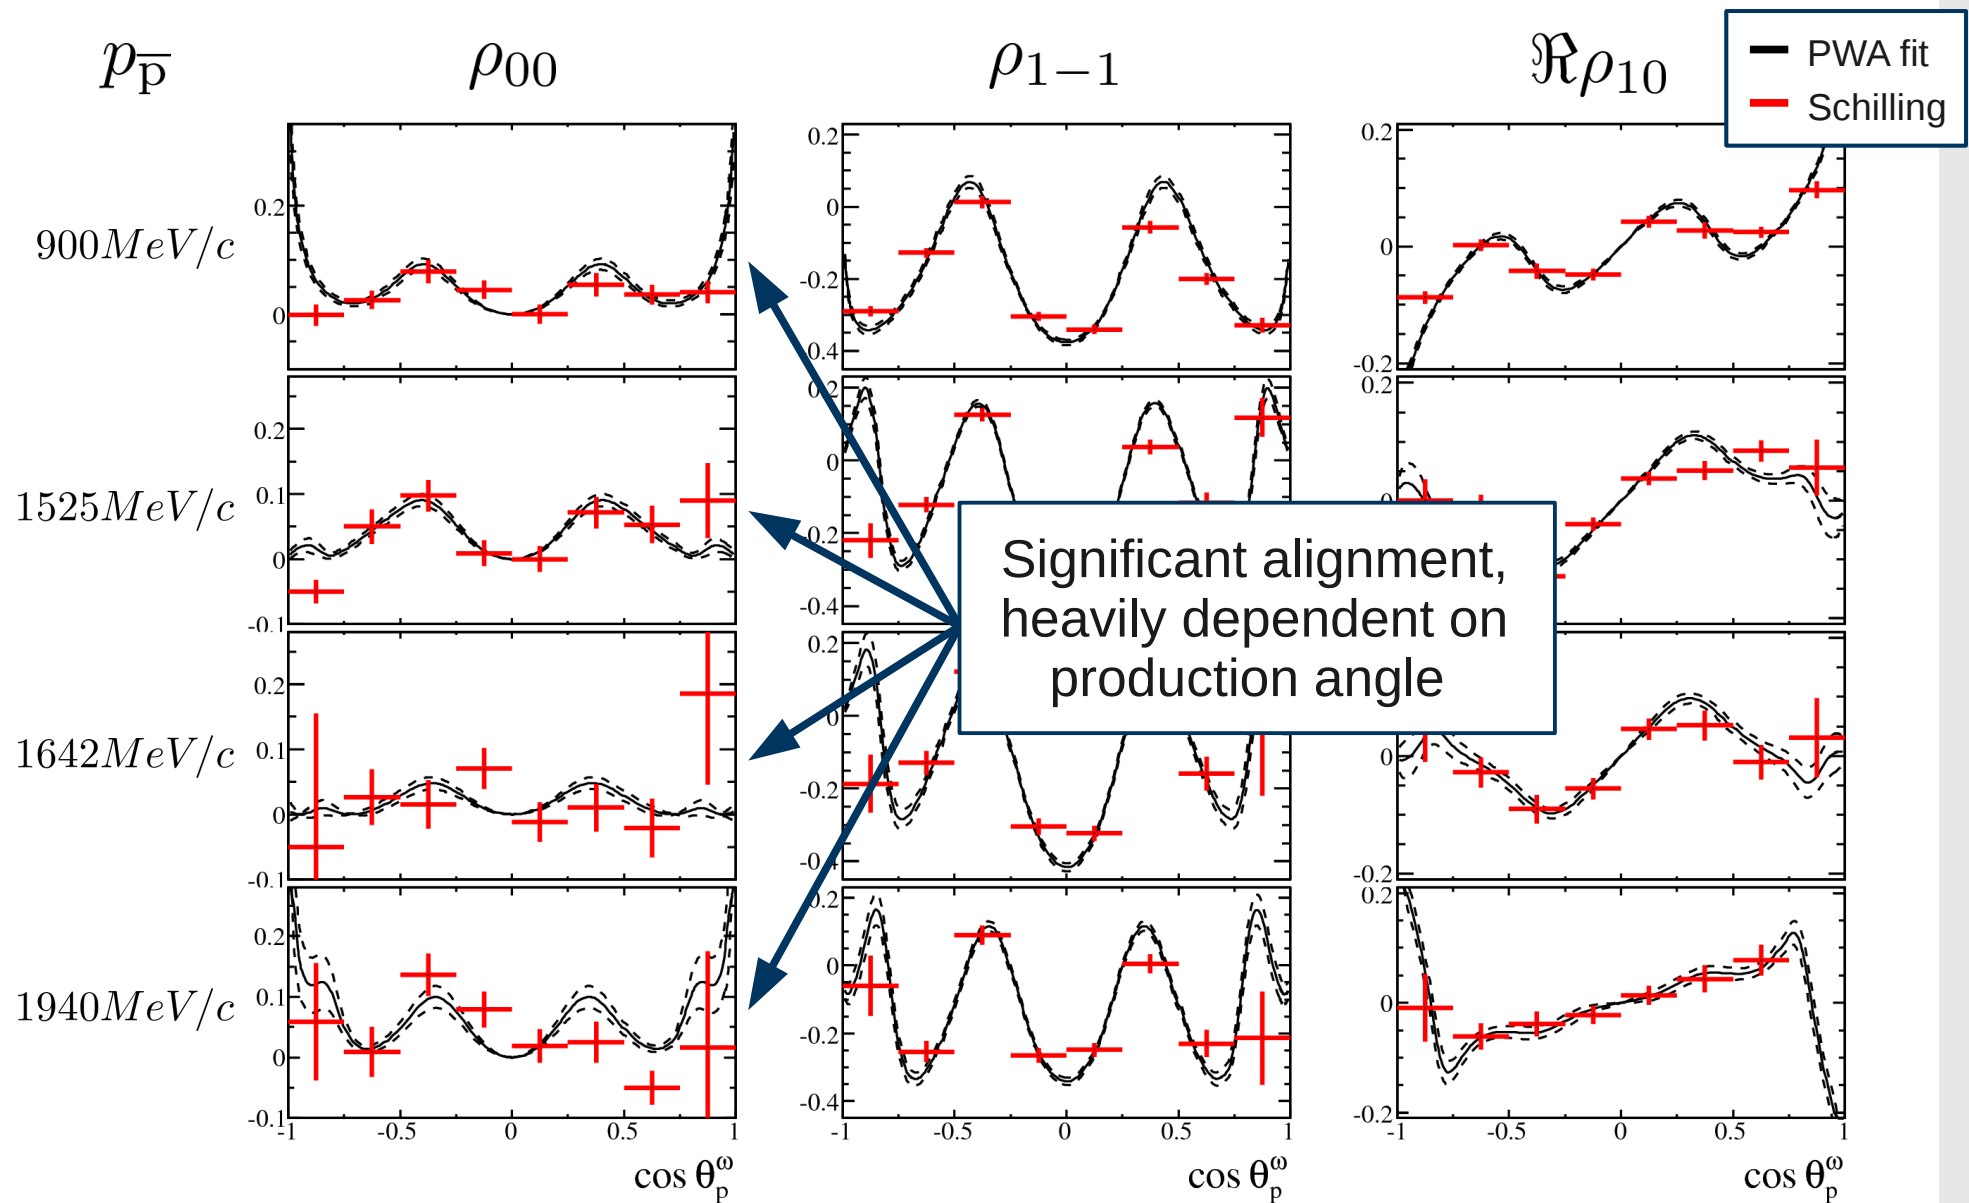 p_p̅ ρ₀₀ ρ₁₋₁ ℜρ₁₀
PWA fit
Schilling
900MeV/c
0.2
0
0.2
0
-0.2
0.4
0.2
0
-0.2
1525MeV/c
0.2
0.1
0
-0.1
0.2
0
-0.2
-0.4
0.2
0
Significant alignment,
heavily dependent on
production angle
1642MeV/c
0.2
0.1
0
-0.1
0.2
0
-0.2
0
-0.2
1940MeV/c
0.2
0.1
0
-0.1
0.2
0
-0.2
-0.4
0.2
0
-0.2
-1 -0.5 0 0.5 1
-1 -0.5 0 0.5 1
-1 -0.5 0 0.5 1
cos θ_p^ω
cos θ_p^ω
cos θ_p^ω